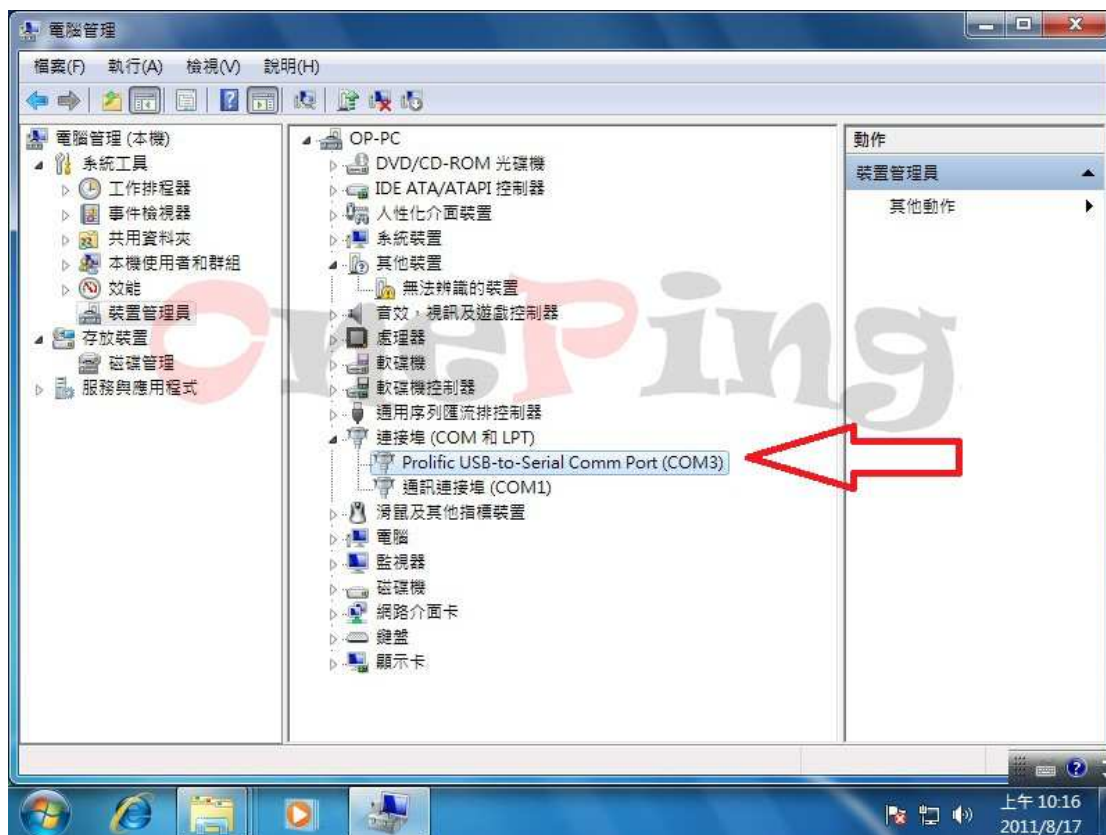 電腦管理
檔案(F) 執行(A) 檢視(V) 說明(H)
電腦管理 (本機)
系統工具
工作排程器
事件檢視器
共用資料夾
本機使用者和群組
效能
裝置管理員
存放裝置
磁碟管理
服務與應用程式
OP-PC
DVD/CD-ROM 光碟機
IDE ATA/ATAPI 控制器
人性化介面裝置
系統裝置
其他裝置
無法辨識的裝置
音效，視訊及遊戲控制器
處理器
軟碟機
軟碟機控制器
通用序列匯流排控制器
連接埠 (COM 和 LPT)
Prolific USB-to-Serial Comm Port (COM3)
通訊連接埠 (COM1)
滑鼠及其他指標裝置
電腦
監視器
磁碟機
網路介面卡
鍵盤
顯示卡
動作
裝置管理員
其他動作
OnePing
上午 10:16
2011/8/17